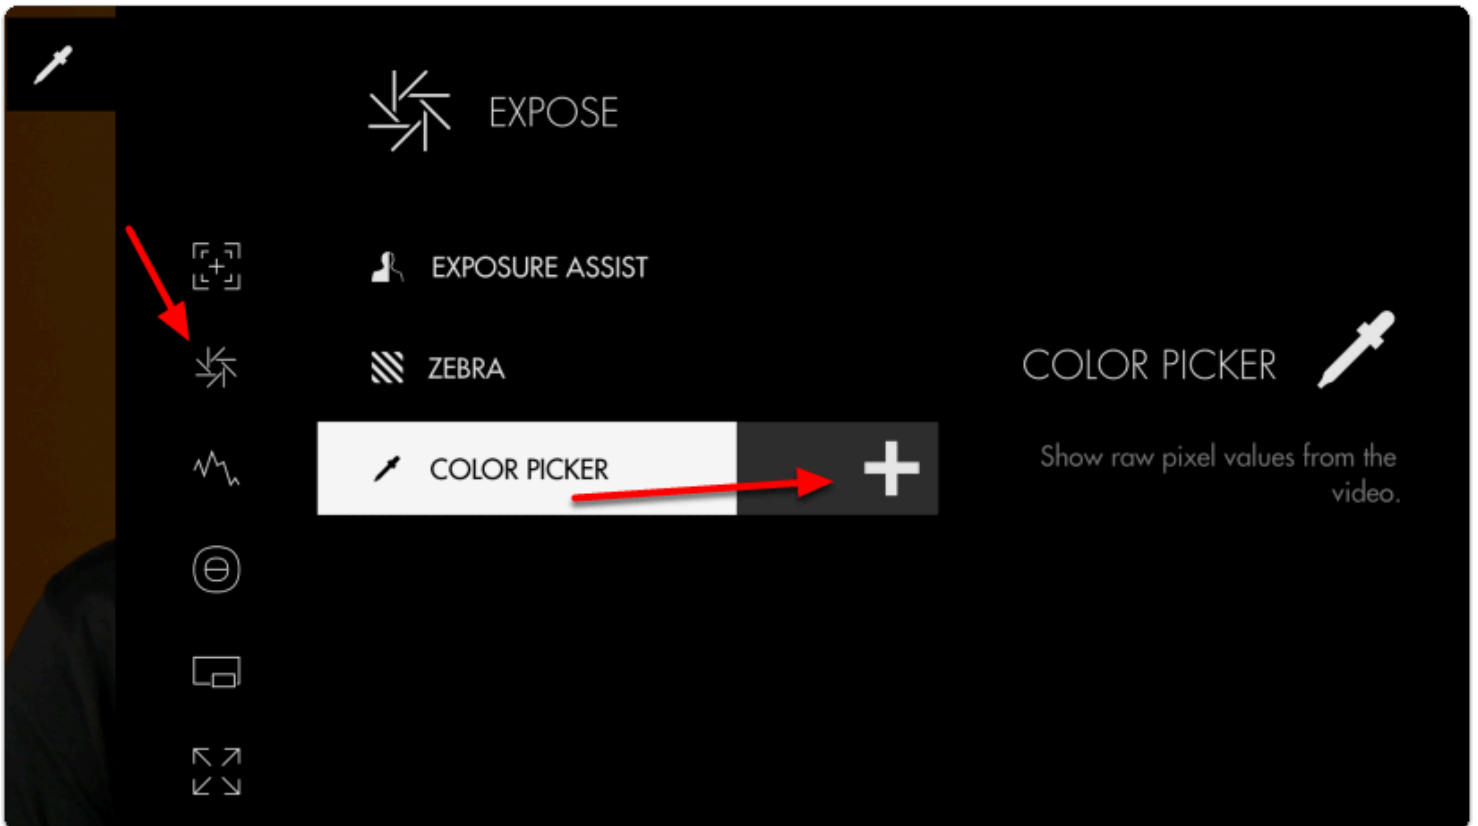 EXPOSE
EXPOSURE ASSIST
ZEBRA
COLOR PICKER
COLOR PICKER
Show raw pixel values from the
video.